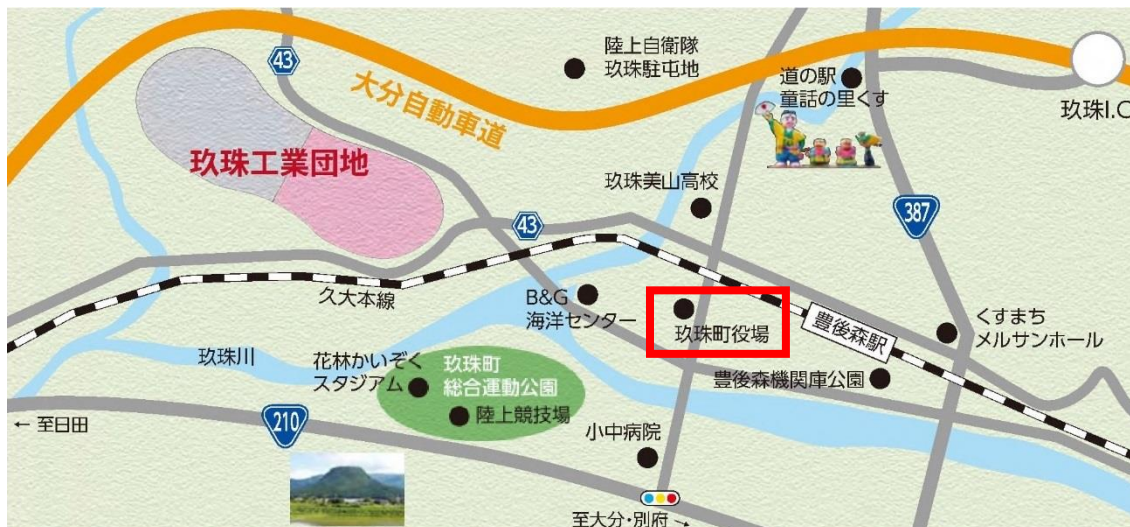 43
陸上自衛隊
玖珠駐屯地
大分自動車道
道の駅
童話の里くす
玖珠I.C
玖珠工業団地
玖珠美山高校
387
43
久大本線
B&G
海洋センター
玖珠町役場
豊後森駅
くすまち
メルサンホール
玖珠川
花林かいぞく
スタジアム
玖珠町
総合運動公園
豊後森機関庫公園
陸上競技場
← 至日田
210
小中病院
至大分・別府 →